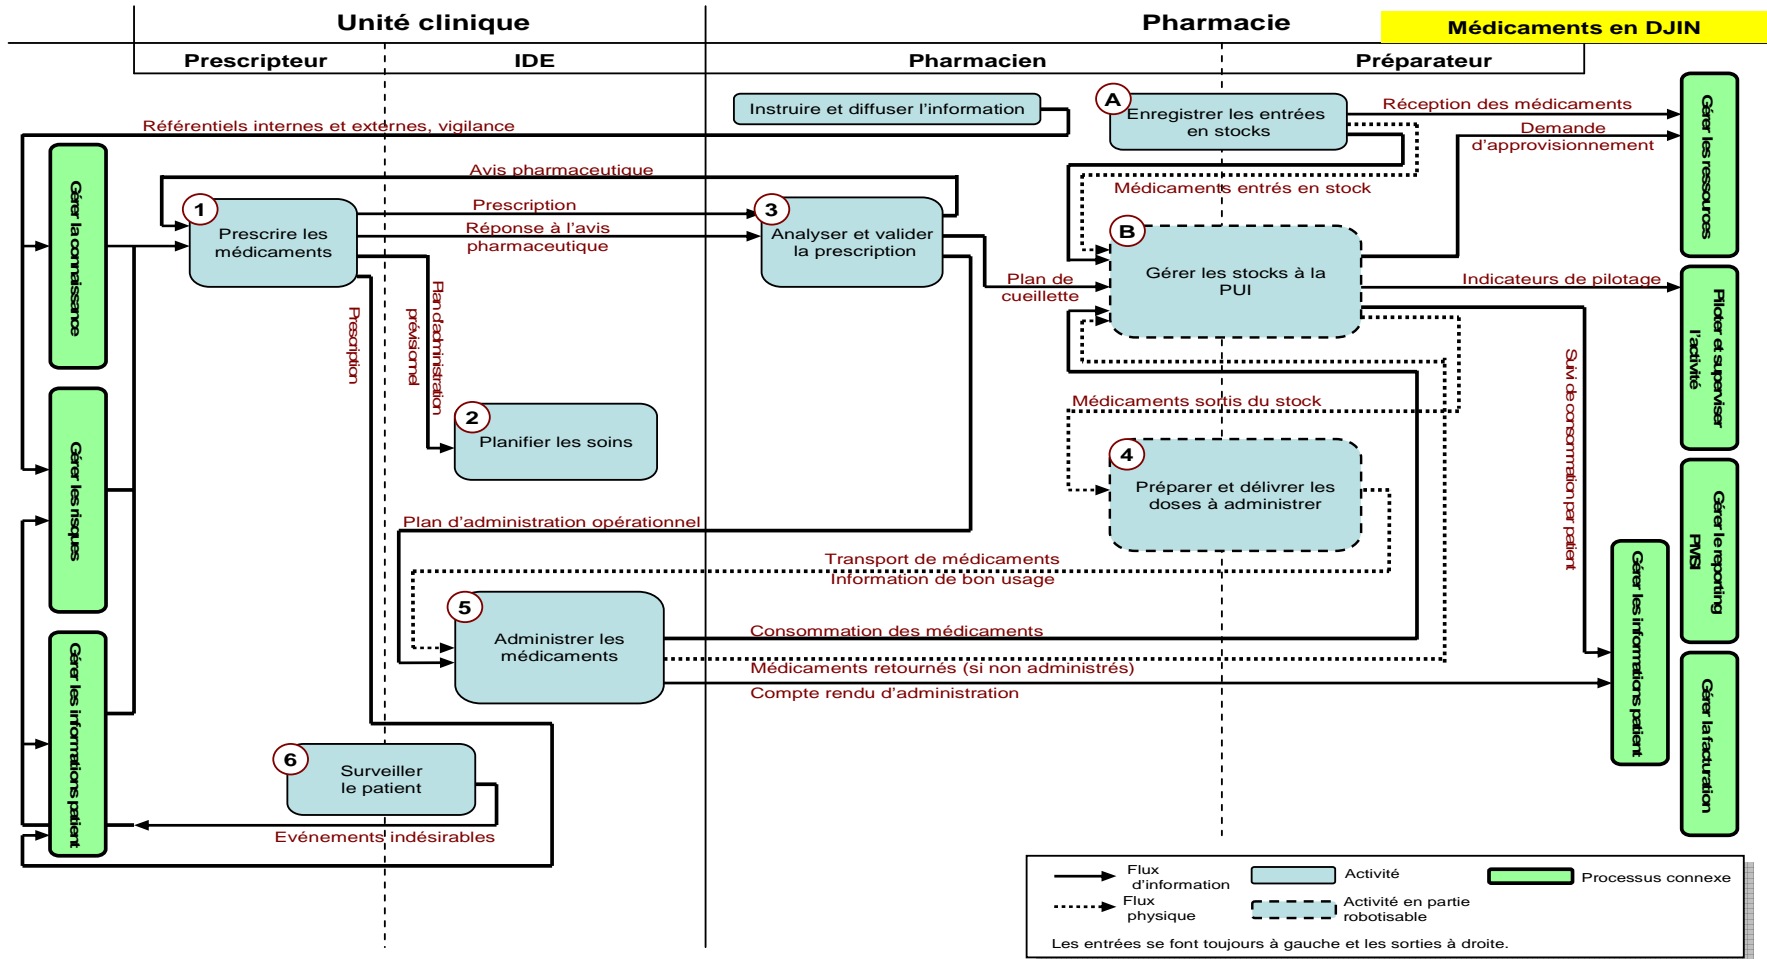 Unité clinique
Pharmacie
Médicaments en DJIN
Prescripteur
IDE
Pharmacien
Préparateur
Instruire et diffuser l'information
A
Enregistrer les entrées
en stocks
Réception des médicaments
Demande
d'approvisionnement
Référentiels internes et externes, vigilance
Avis pharmaceutique
Médicaments entrés en stock
1
Prescrire les
médicaments
Prescription
Réponse à l'avis
pharmaceutique
3
Analyser et valider
la prescription
B
Gérer les stocks à la
PUI
Plan de
cueillette
Indicateurs de pilotage
Gérer la connaissance
Gérer les ressources
Prescription
Plan d'administration
prévisionnel
Suivi de consommation par patient
Piloter et superviser
l'activité
Médicaments sortis du stock
2
Planifier les soins
4
Préparer et délivrer les
doses à administrer
Gérer les risques
Gérer le reporting
PMSI
Plan d'administration opérationnel
Transport de médicaments
Information de bon usage
5
Administrer les
médicaments
Consommation des médicaments
Médicaments retournés (si non administrés)
Compte rendu d'administration
Gérer les informations patient
Gérer les informations patient
Gérer la facturation
6
Surveiller
le patient
Evénements indésirables
Flux
d'information
Activité
Processus connexe
Flux
physique
Activité en partie
robotisable
Les entrées se font toujours à gauche et les sorties à droite.